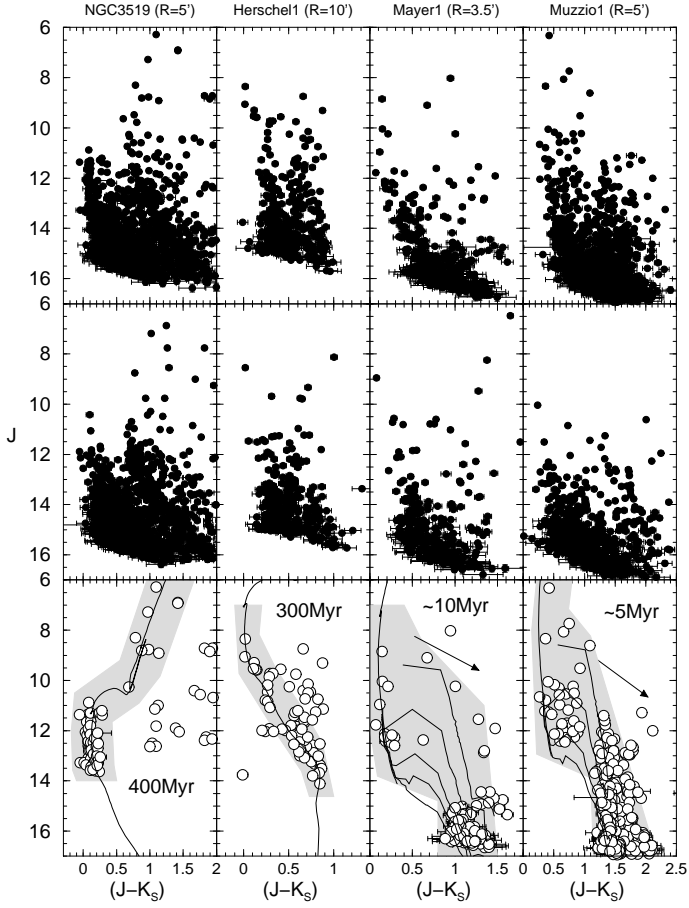 NGC3519 (R=5') Herschel1 (R=10') Mayer1 (R=3.5') Muzzio1 (R=5')
6
8
10
12
14
16
6
8
10
12
14
16
J
6
8
10
12
14
16
400Myr
300Myr
~10Myr
~5Myr
0 0.5 1 1.5 2 0 0.5 1 0 0.5 1 1.5 0 0.5 1 1.5 2 2.5
(J−K_S) (J−K_S) (J−K_S) (J−K_S)